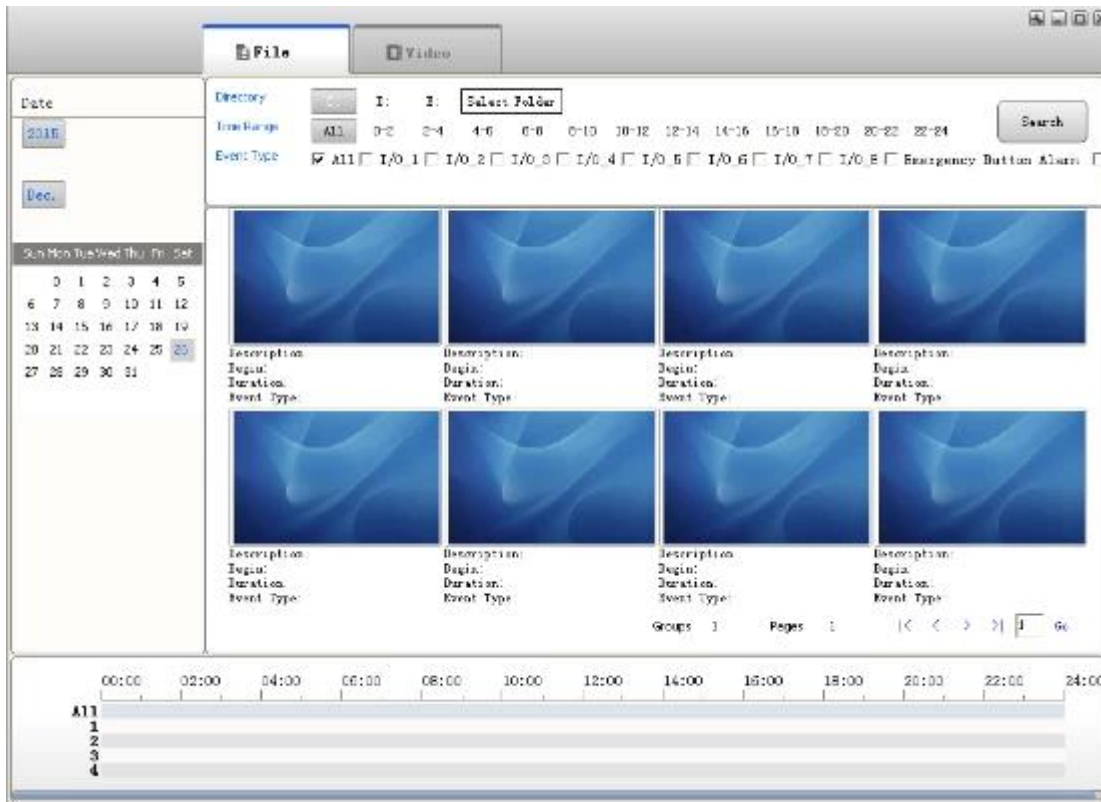 File
Video
Date
2015
Dec.
Sun Mon Tue Wed Thu Fri Sat
0 1 2 3 4 5
6 7 8 9 10 11 12
13 14 15 16 17 18 19
20 21 22 23 24 25 26
27 28 29 30 31
Directory I: E: Select Folder
Time Range All 0-2 2-4 4-6 6-8 8-10 10-12 12-14 14-16 16-18 18-20 20-22 22-24
Event Type All I/O_1 I/O_2 I/O_3 I/O_4 I/O_5 I/O_6 I/O_7 I/O_8 Emergency Button Alarm
Search
Description: Description: Description: Description:
Begin: Begin: Begin: Begin:
Duration: Duration: Duration: Duration:
Event Type: Event Type: Event Type: Event Type:
Description: Description: Description: Description:
Begin: Begin: Begin: Begin:
Duration: Duration: Duration: Duration:
Event Type: Event Type: Event Type: Event Type:
Groups 1 Pages 1 |< < > >| 1 Go
00:00 02:00 04:00 06:00 08:00 10:00 12:00 14:00 16:00 18:00 20:00 22:00 24:00
All
1
2
3
4